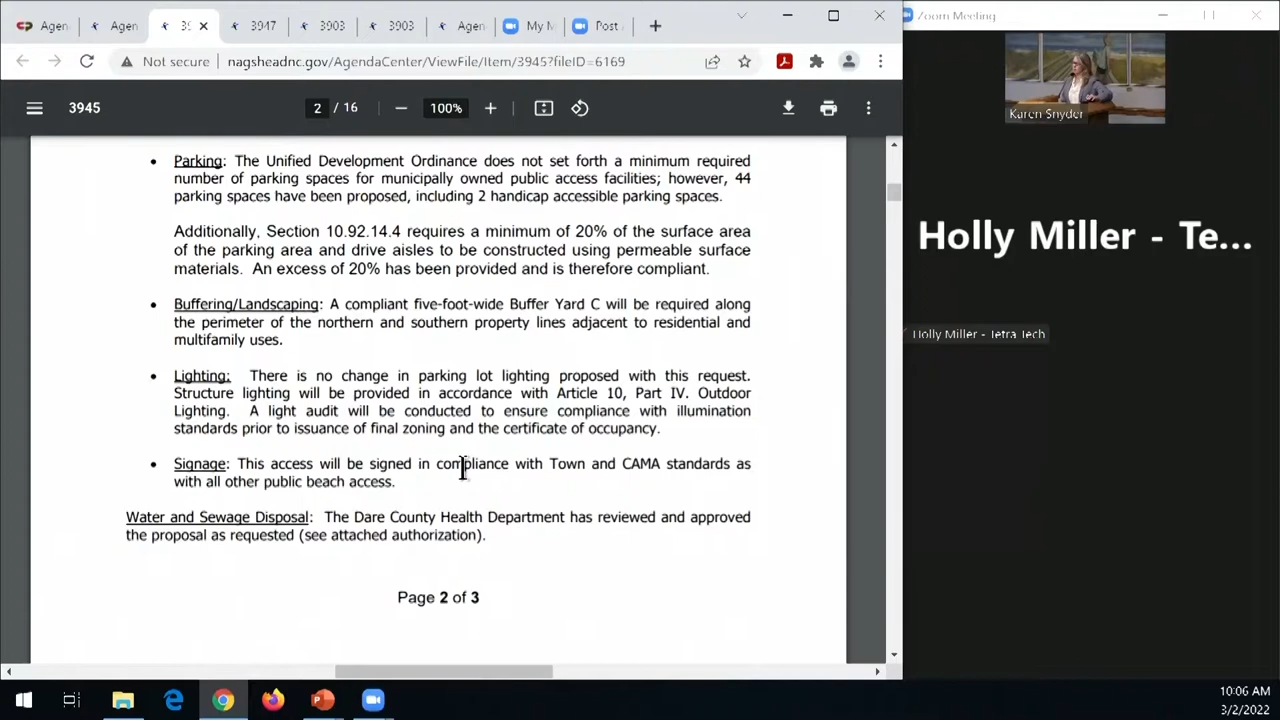 Agen
Agen
39
3947
3903
3903
Agen
My M
Post
Zoom Meeting
Not secure
nagsheadnc.gov/AgendaCenter/ViewFile/Item/3945?fileID=6169
3945
2 / 16
100%
Karen Snyder
• Parking: The Unified Development Ordinance does not set forth a minimum required
number of parking spaces for municipally owned public access facilities; however, 44
parking spaces have been proposed, including 2 handicap accessible parking spaces.
Additionally, Section 10.92.14.4 requires a minimum of 20% of the surface area
of the parking area and drive aisles to be constructed using permeable surface
materials. An excess of 20% has been provided and is therefore compliant.
• Buffering/Landscaping: A compliant five-foot-wide Buffer Yard C will be required along
the perimeter of the northern and southern property lines adjacent to residential and
multifamily uses.
• Lighting: There is no change in parking lot lighting proposed with this request.
Structure lighting will be provided in accordance with Article 10, Part IV. Outdoor
Lighting. A light audit will be conducted to ensure compliance with illumination
standards prior to issuance of final zoning and the certificate of occupancy.
• Signage: This access will be signed in compliance with Town and CAMA standards as
with all other public beach access.
Water and Sewage Disposal: The Dare County Health Department has reviewed and approved
the proposal as requested (see attached authorization).
Page 2 of 3
Holly Miller - Te...
Holly Miller - Tetra Tech
10:06 AM
3/2/2022